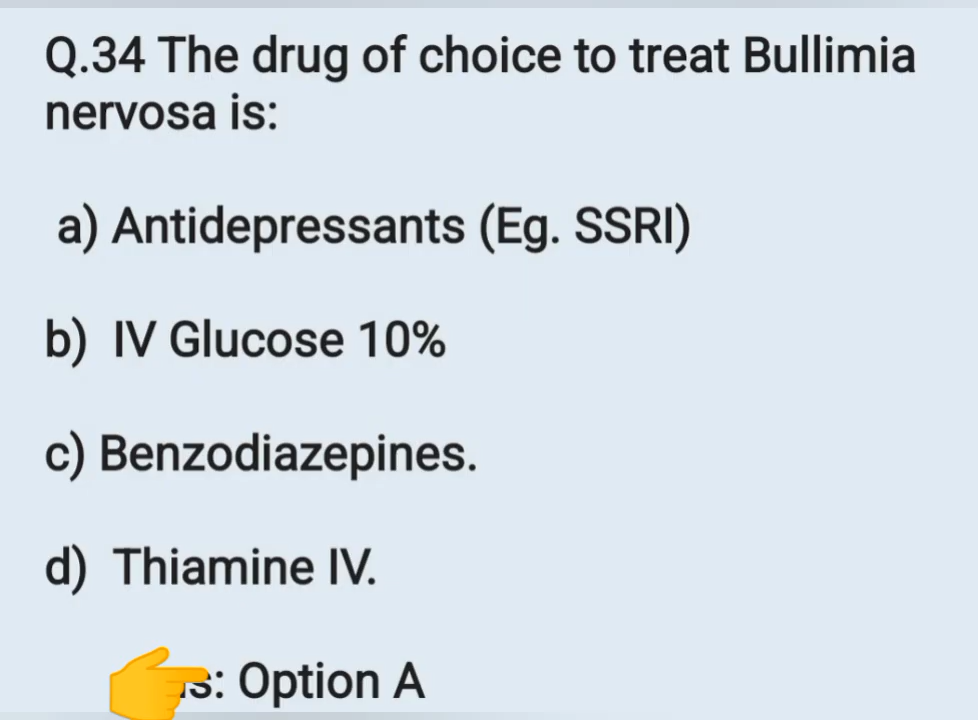 Q.34 The drug of choice to treat Bullimia
nervosa is:
a) Antidepressants (Eg. SSRI)
b) IV Glucose 10%
c) Benzodiazepines.
d) Thiamine IV.
Option A